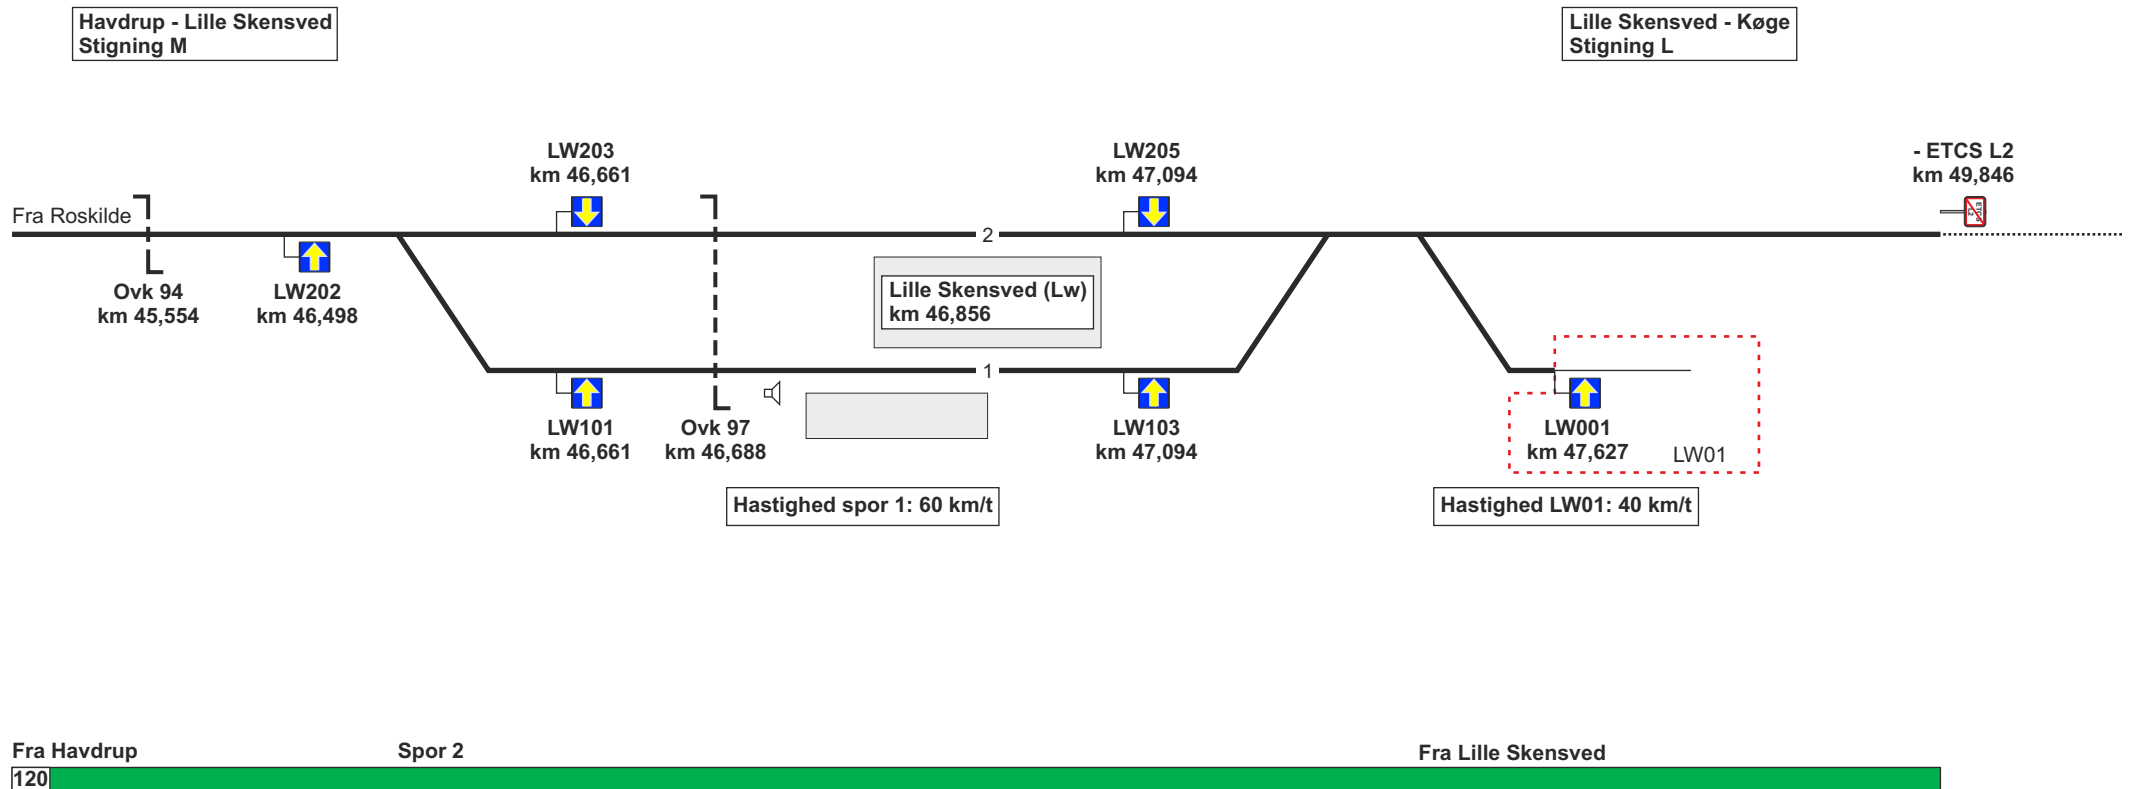 Havdrup - Lille Skensved
Stigning M
Lille Skensved - Køge
Stigning L
LW203
km 46,661
LW205
km 47,094
- ETCS L2
km 49,846
ETCS
L2
Fra Roskilde
2
Ovk 94
km 45,554
LW202
km 46,498
Lille Skensved (Lw)
km 46,856
1
LW101
km 46,661
Ovk 97
km 46,688
LW103
km 47,094
LW001
km 47,627
LW01
Hastighed spor 1: 60 km/t
Hastighed LW01: 40 km/t
Fra Havdrup
Spor 2
Fra Lille Skensved
120